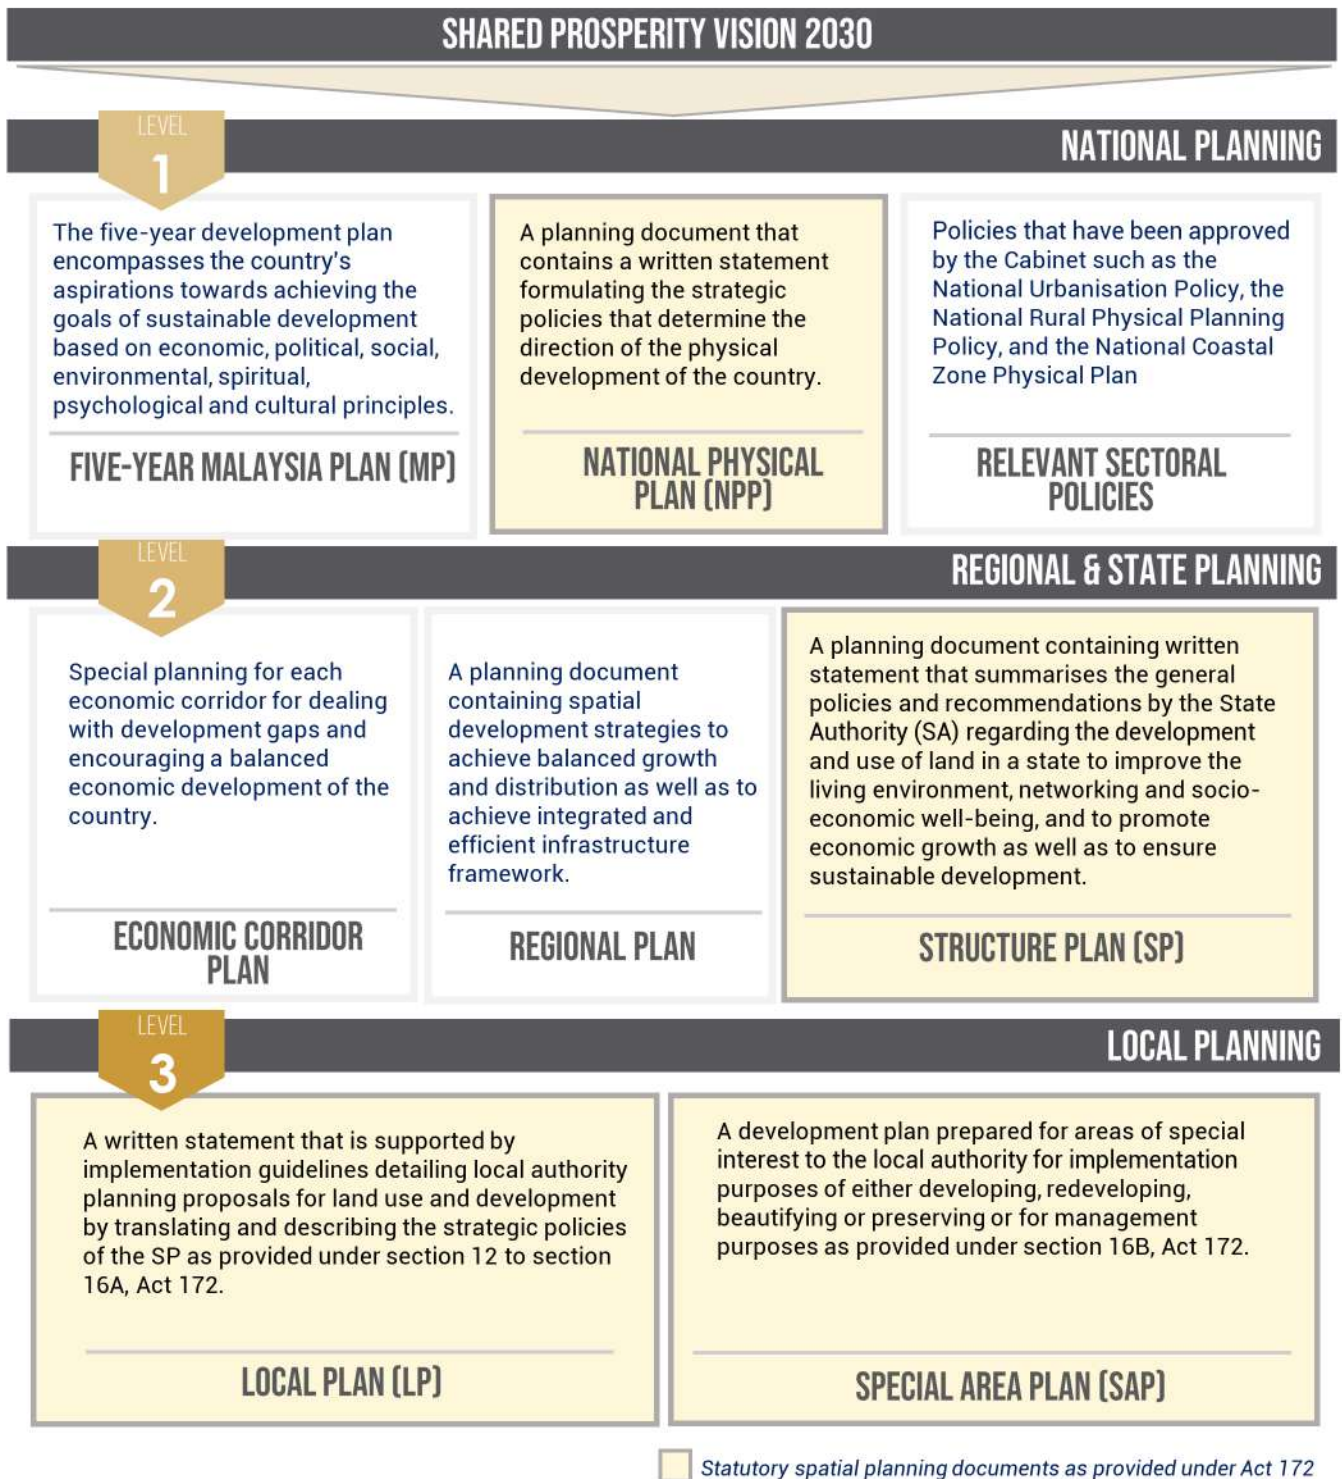 SHARED PROSPERITY VISION 2030
LEVEL
1
NATIONAL PLANNING
The five-year development plan
encompasses the country's
aspirations towards achieving the
goals of sustainable development
based on economic, political, social,
environmental, spiritual,
psychological and cultural principles.
FIVE-YEAR MALAYSIA PLAN (MP)
A planning document that
contains a written statement
formulating the strategic
policies that determine the
direction of the physical
development of the country.
NATIONAL PHYSICAL
PLAN (NPP)
Policies that have been approved
by the Cabinet such as the
National Urbanisation Policy, the
National Rural Physical Planning
Policy, and the National Coastal
Zone Physical Plan
RELEVANT SECTORAL
POLICIES
LEVEL
2
REGIONAL & STATE PLANNING
Special planning for each
economic corridor for dealing
with development gaps and
encouraging a balanced
economic development of the
country.
ECONOMIC CORRIDOR
PLAN
A planning document
containing spatial
development strategies to
achieve balanced growth
and distribution as well as to
achieve integrated and
efficient infrastructure
framework.
REGIONAL PLAN
A planning document containing written
statement that summarises the general
policies and recommendations by the State
Authority (SA) regarding the development
and use of land in a state to improve the
living environment, networking and socio-
economic well-being, and to promote
economic growth as well as to ensure
sustainable development.
STRUCTURE PLAN (SP)
LEVEL
3
LOCAL PLANNING
A written statement that is supported by
implementation guidelines detailing local authority
planning proposals for land use and development
by translating and describing the strategic policies
of the SP as provided under section 12 to section
16A, Act 172.
LOCAL PLAN (LP)
A development plan prepared for areas of special
interest to the local authority for implementation
purposes of either developing, redeveloping,
beautifying or preserving or for management
purposes as provided under section 16B, Act 172.
SPECIAL AREA PLAN (SAP)
Statutory spatial planning documents as provided under Act 172